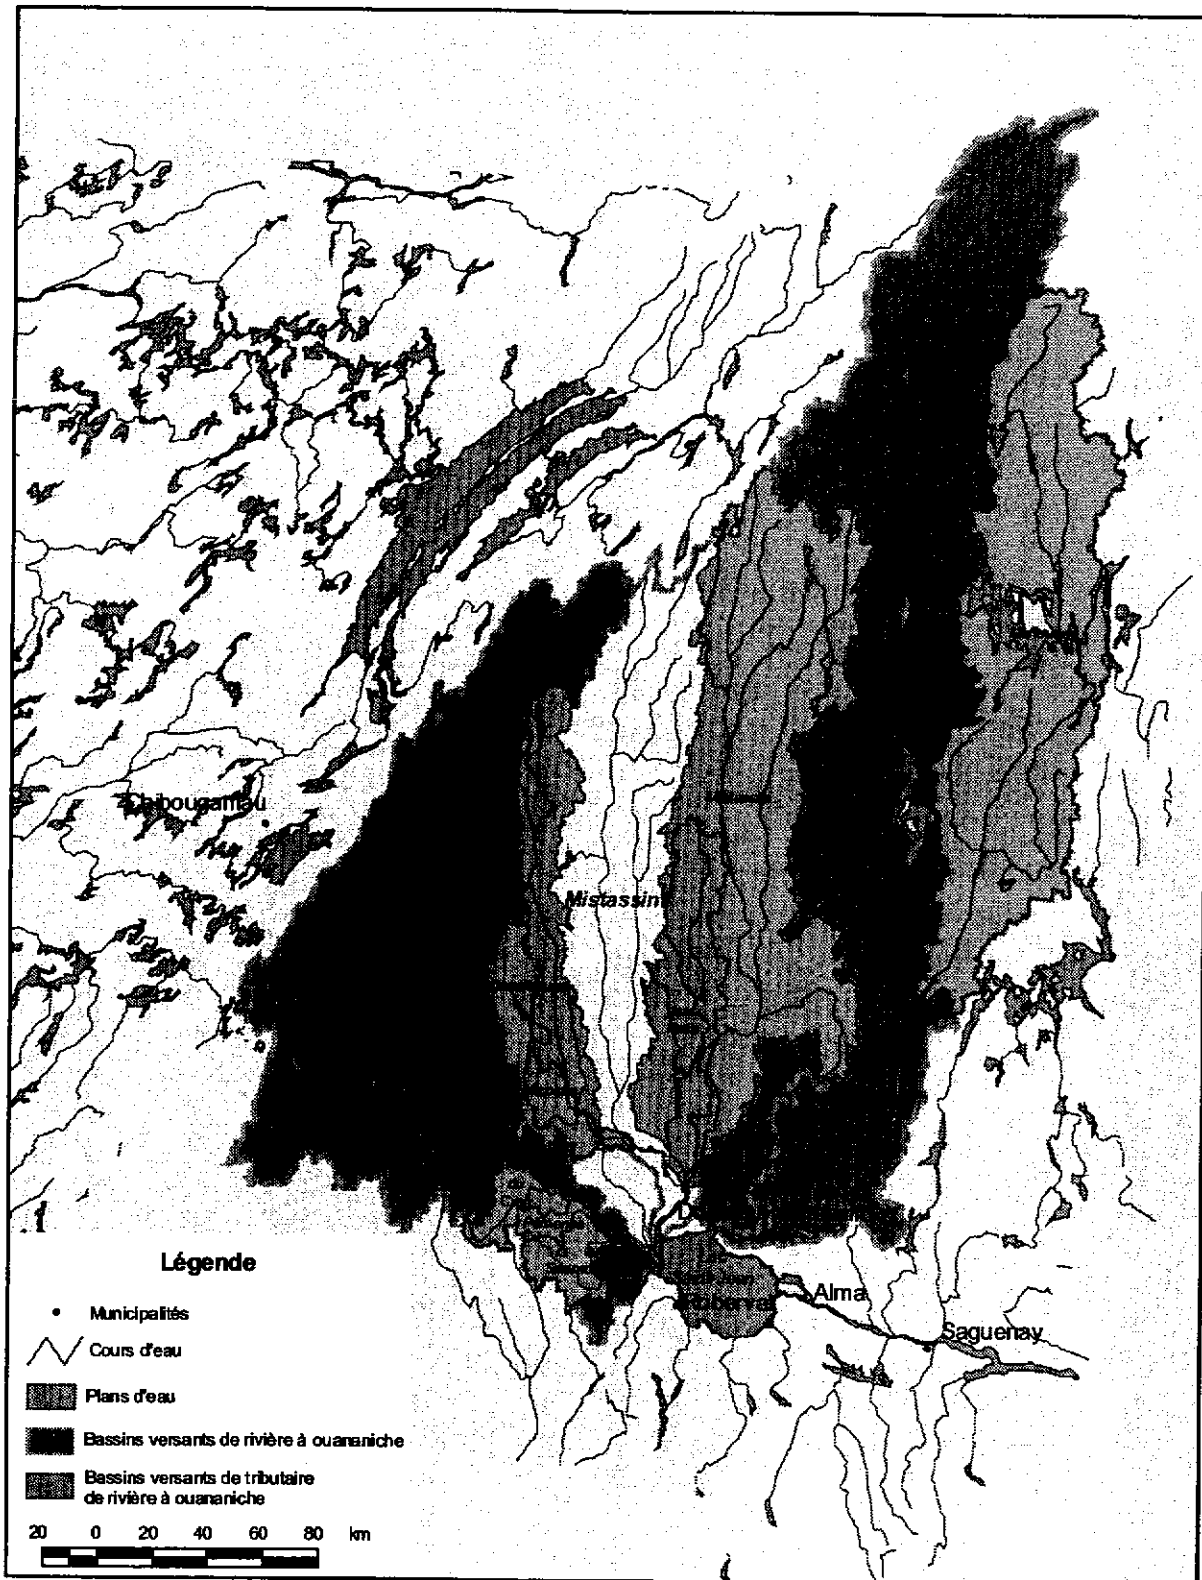 Chibougamau
Mistassini
Alma
Saguenay
Légende
Municipalités
Cours d'eau
Plans d'eau
Bassins versants de rivière à ouananiche
Bassins versants de tributaire
de rivière à ouananiche
20 0 20 40 60 80 km
Roberval